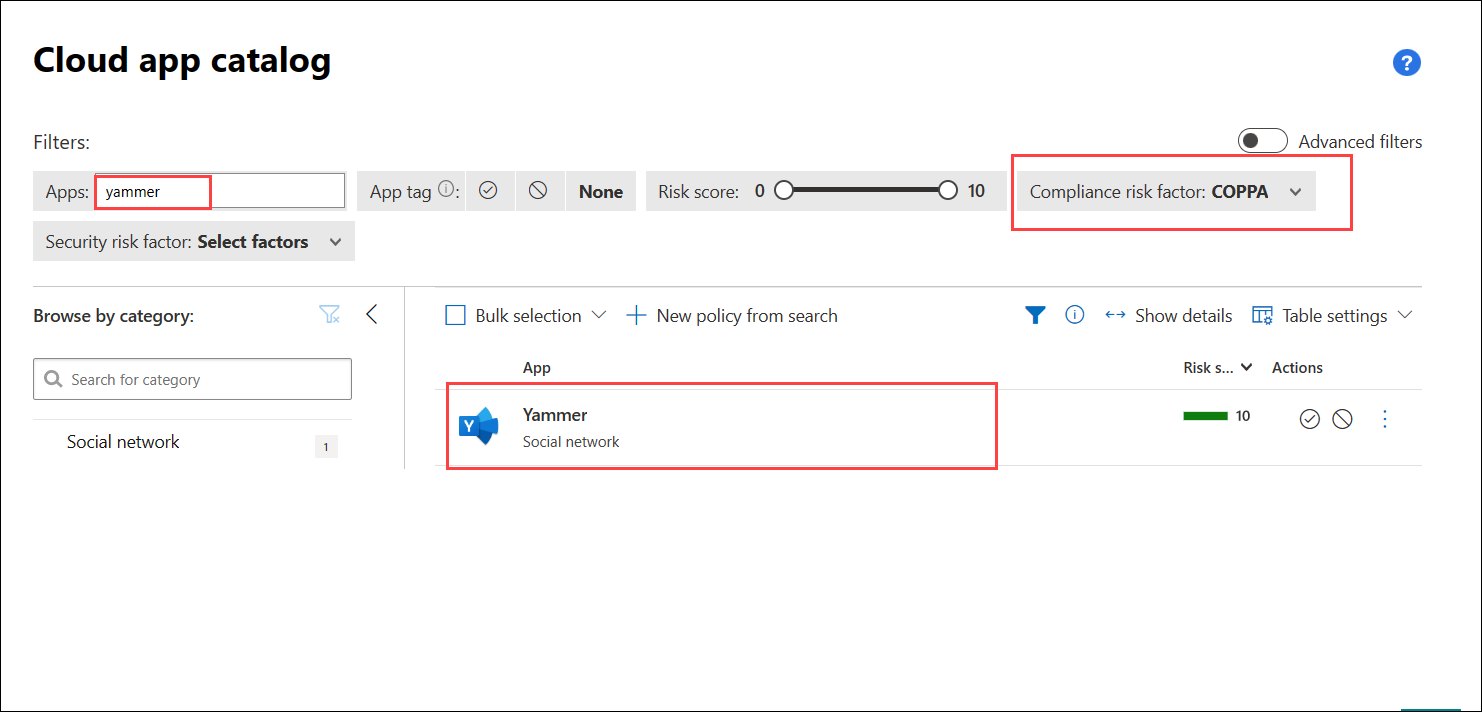 Cloud app catalog
?
Filters:
Advanced filters
Apps: yammer
App tag i :
None
Risk score: 0 10
Compliance risk factor: COPPA
Security risk factor: Select factors
Browse by category:
Bulk selection
New policy from search
i
Show details
Table settings
Search for category
App
Risk s...
Actions
Y
Yammer
10
Social network
Social network
1